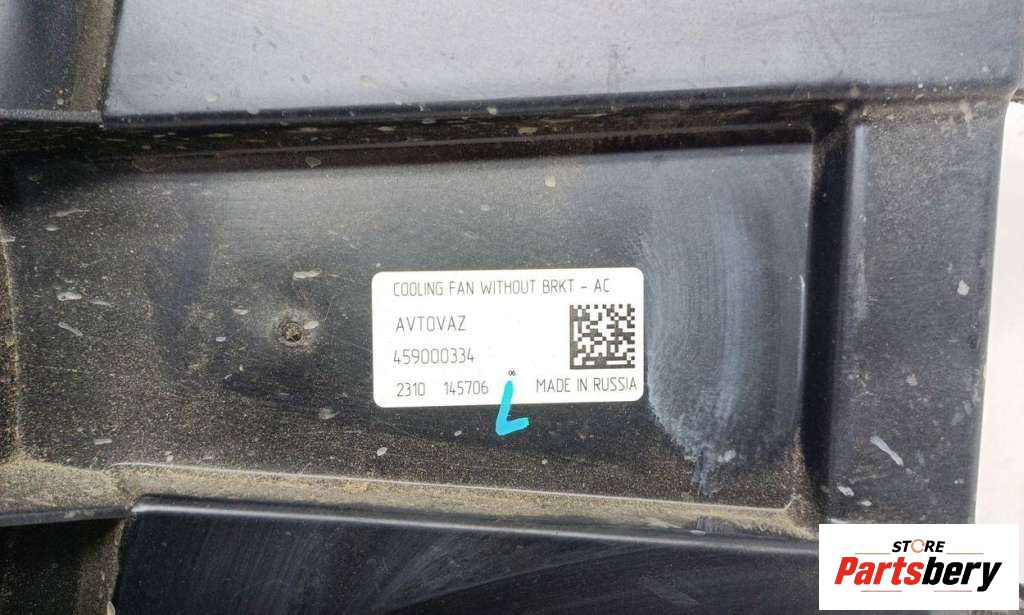 COOLING FAN WITHOUT BRKT - AC
AVTOVAZ
459000334
06
2310 145706 MADE IN RUSSIA
L
STORE
Partsbery